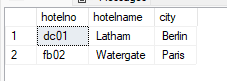 hotelno hotelname city
1 dc01 Latham Berlin
2 fb02 Watergate Paris